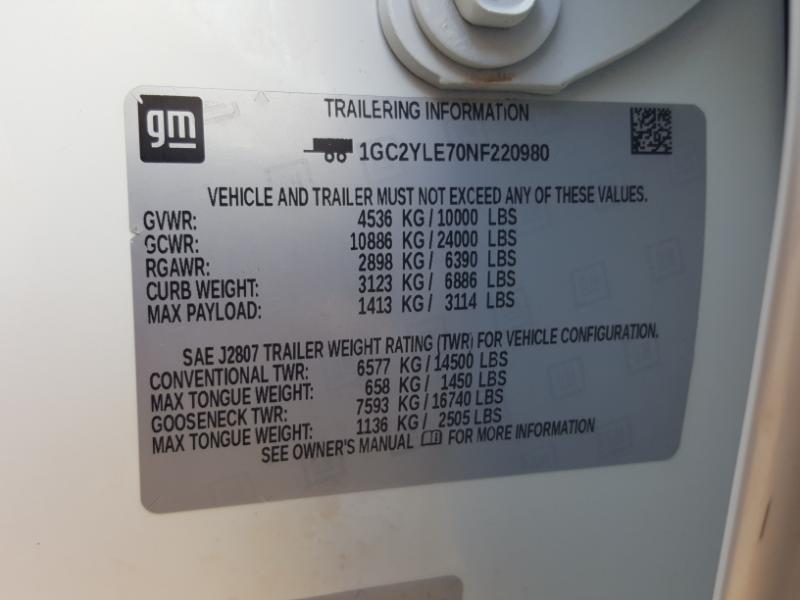 gm
TRAILERING INFORMATION
1GC2YLE70NF220980
VEHICLE AND TRAILER MUST NOT EXCEED ANY OF THESE VALUES.
GVWR: 4536 KG / 10000 LBS
GCWR: 10886 KG / 24000 LBS
RGAWR: 2898 KG / 6390 LBS
CURB WEIGHT: 3123 KG / 6886 LBS
MAX PAYLOAD: 1413 KG / 3114 LBS
SAE J2807 TRAILER WEIGHT RATING (TWR) FOR VEHICLE CONFIGURATION.
CONVENTIONAL TWR: 6577 KG / 14500 LBS
MAX TONGUE WEIGHT: 658 KG / 1450 LBS
GOOSENECK TWR: 7593 KG / 16740 LBS
MAX TONGUE WEIGHT: 1136 KG / 2505 LBS
SEE OWNER'S MANUAL FOR MORE INFORMATION